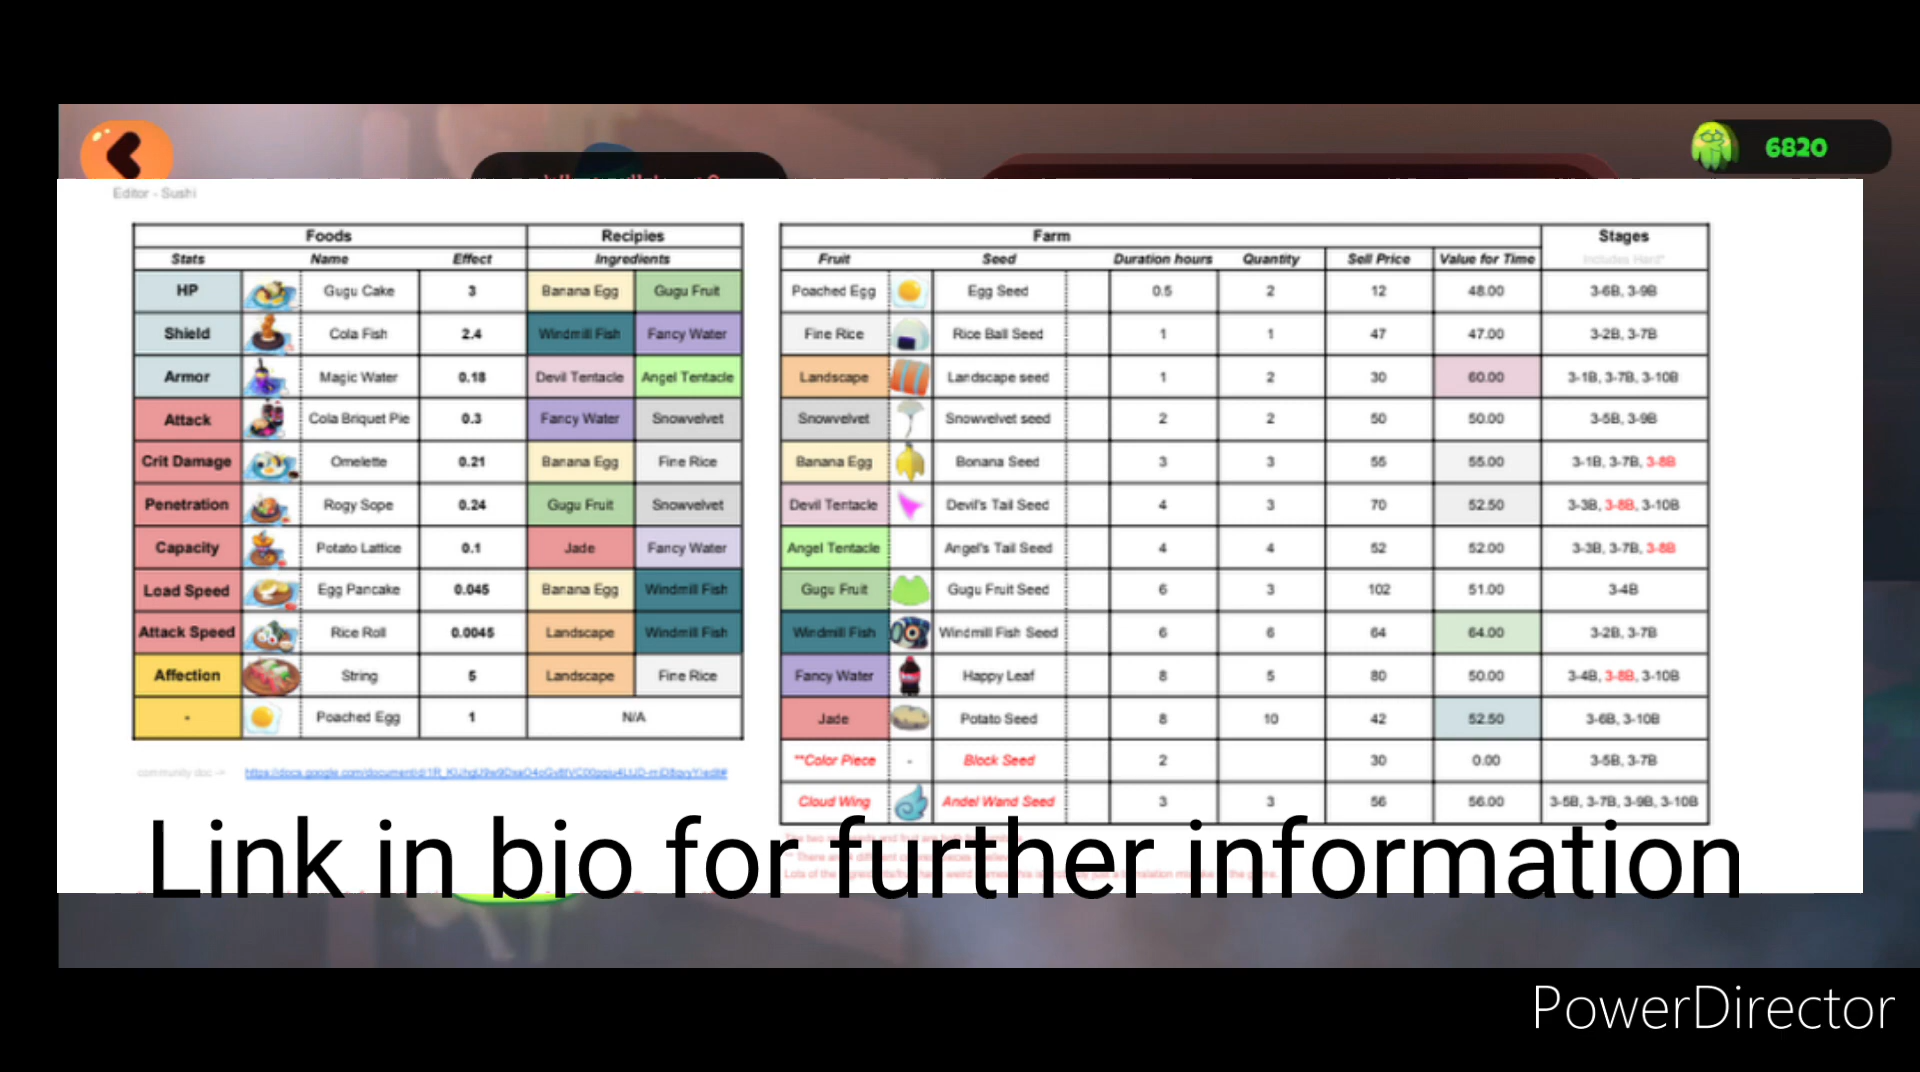 6820
Editor - Sushi
Foods Recipies
Stats Name Effect Ingredients
HP Gugu Cake 3 Banana Egg Gugu Fruit
Shield Cola Fish 2.4 Windmill Fish Fancy Water
Armor Magic Water 0.18 Devil Tentacle Angel Tentacle
Attack Cola Briquet Pie 0.3 Fancy Water Snowvelvet
Crit Damage Omelette 0.21 Banana Egg Fine Rice
Penetration Rogy Sope 0.24 Gugu Fruit Snowvelvet
Capacity Potato Lattice 0.1 Jade Fancy Water
Load Speed Egg Pancake 0.045 Banana Egg Windmill Fish
Attack Speed Rice Roll 0.0045 Landscape Windmill Fish
Affection String 5 Landscape Fine Rice
- Poached Egg 1 N/A
community doc ->
Farm Stages
Fruit Seed Duration hours Quantity Sell Price Value for Time Includes Hard*
Poached Egg Egg Seed 0.5 2 12 48.00 3-6B, 3-9B
Fine Rice Rice Ball Seed 1 1 47 47.00 3-2B, 3-7B
Landscape Landscape seed 1 2 30 60.00 3-1B, 3-7B, 3-10B
Snowvelvet Snowvelvet seed 2 2 50 50.00 3-5B, 3-9B
Banana Egg Bonana Seed 3 3 55 55.00 3-1B, 3-7B, 3-8B
Devil Tentacle Devil's Tail Seed 4 3 70 52.50 3-3B, 3-8B, 3-10B
Angel Tentacle Angel's Tail Seed 4 4 52 52.00 3-3B, 3-7B, 3-8B
Gugu Fruit Gugu Fruit Seed 6 3 102 51.00 3-4B
Windmill Fish Windmill Fish Seed 6 6 64 64.00 3-2B, 3-7B
Fancy Water Happy Leaf 8 5 80 50.00 3-4B, 3-8B, 3-10B
Jade Potato Seed 8 10 42 52.50 3-6B, 3-10B
**Color Piece - Block Seed 2 30 0.00 3-5B, 3-7B
Cloud Wing Andel Wand Seed 3 3 56 56.00 3-5B, 3-7B, 3-9B, 3-10B
Link in bio for further information
PowerDirector